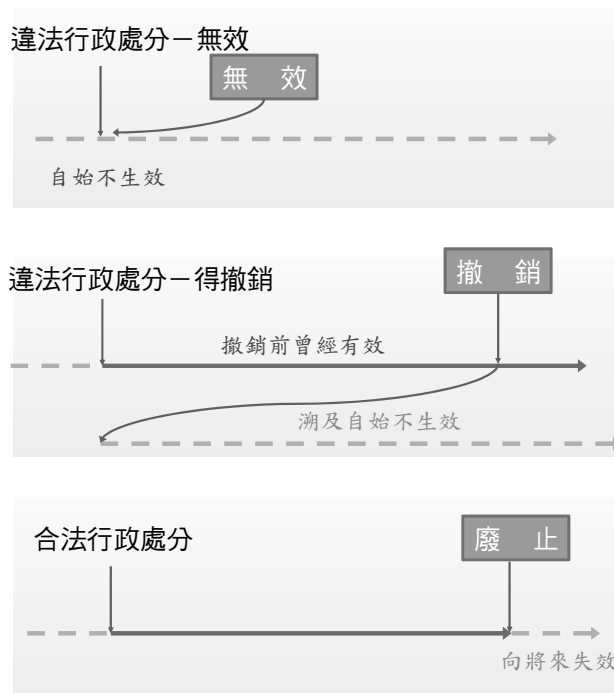 違法行政處分－無效
無 效
自始不生效
違法行政處分－得撤銷
撤 銷
撤銷前曾經有效
溯及自始不生效
合法行政處分
廢 止
向將來失效